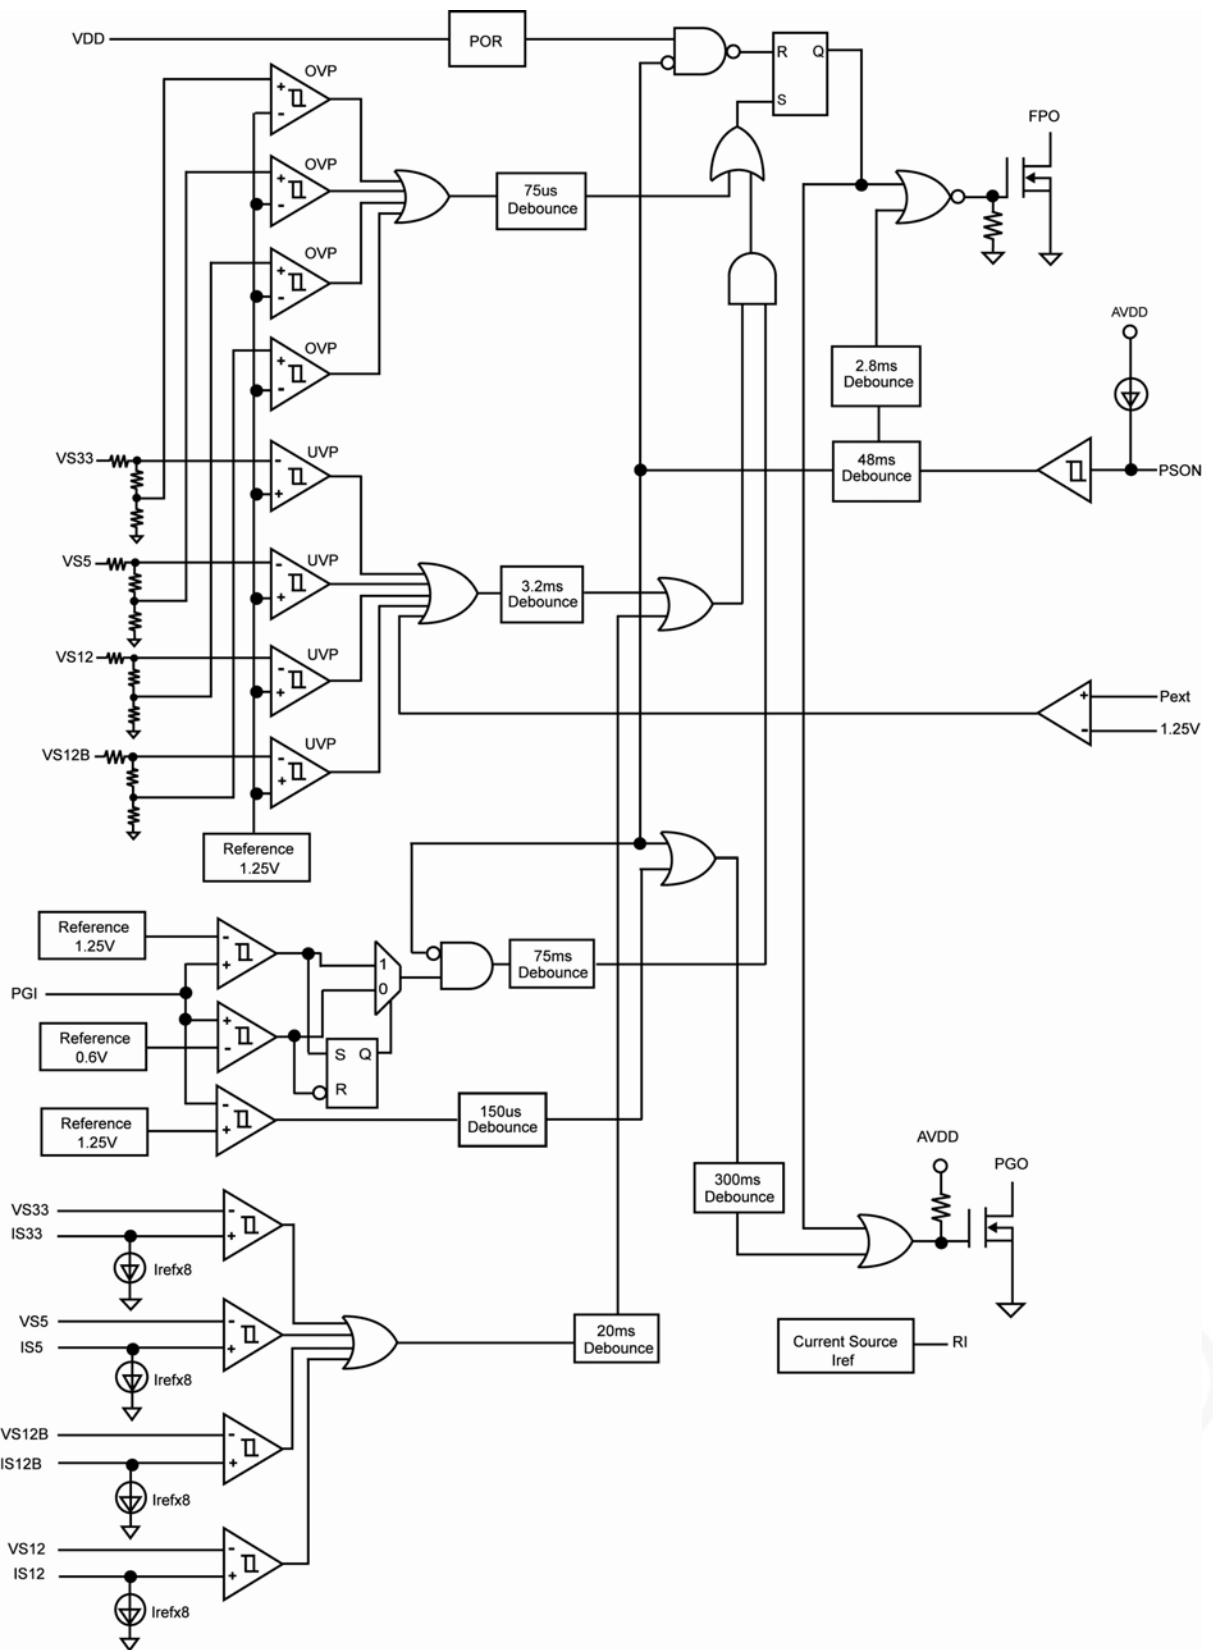 VDD
POR
R
Q
S
OVP
+
-
OVP
+
-
OVP
+
-
OVP
+
-
75us
Debounce
FPO
AVDD
2.8ms
Debounce
48ms
Debounce
PSON
VS33
UVP
-
+
VS5
UVP
-
+
VS12
UVP
-
+
VS12B
UVP
-
+
3.2ms
Debounce
+
Pext
-
1.25V
Reference
1.25V
Reference
1.25V
-
+
PGI
Reference
0.6V
+
-
1
0
S
Q
R
75ms
Debounce
Reference
1.25V
-
+
150us
Debounce
300ms
Debounce
AVDD
PGO
VS33
IS33
-
+
Irefx8
VS5
IS5
-
+
Irefx8
20ms
Debounce
Current Source
Iref
RI
VS12B
IS12B
-
+
Irefx8
VS12
IS12
-
+
Irefx8